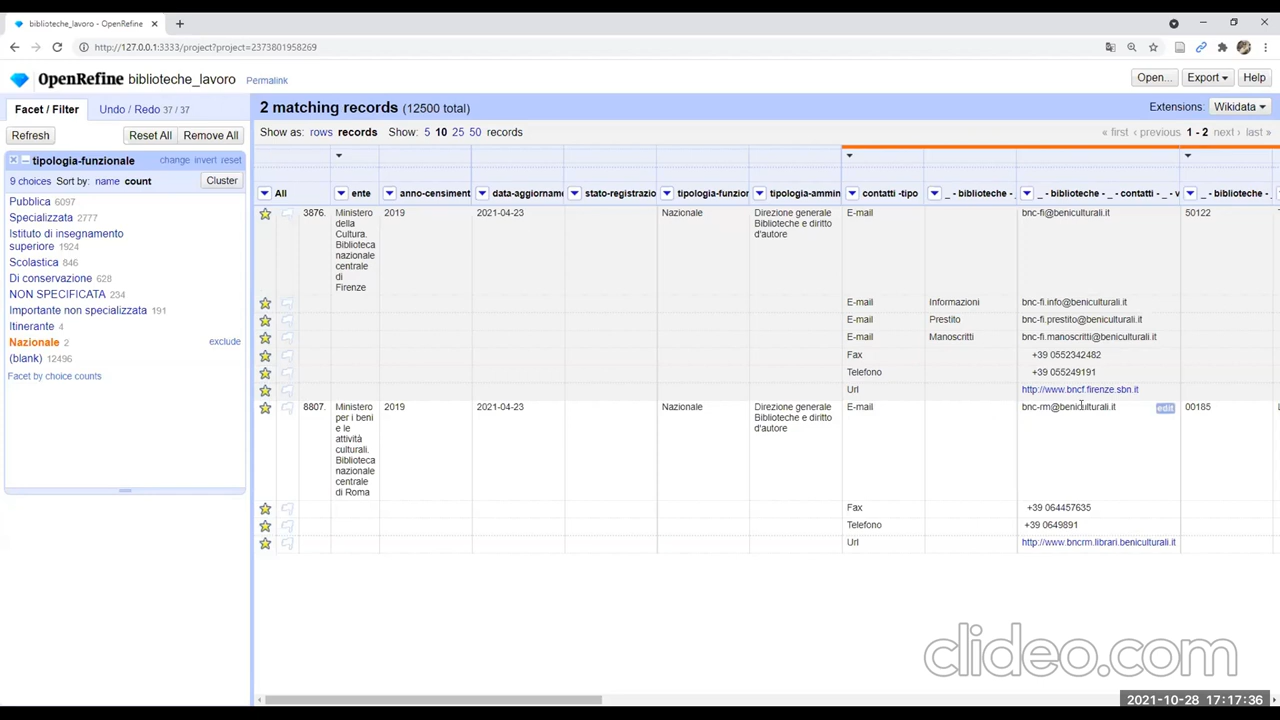 biblioteche_lavoro - OpenRefine
http://127.0.0.1:3333/project?project=2373801958269
OpenRefine biblioteche_lavoro Permalink
Open... Export Help
Facet / Filter Undo / Redo 37 / 37
Refresh Reset All Remove All
tipologia-funzionale change invert reset
9 choices Sort by: name count Cluster
Pubblica 6097
Specializzata 2777
Istituto di insegnamento
superiore 1924
Scolastica 846
Di conservazione 628
NON SPECIFICATA 234
Importante non specializzata 191
Itinerante 4
Nazionale 2 exclude
(blank) 12496
Facet by choice counts
2 matching records (12500 total)
Extensions: Wikidata
Show as: rows records Show: 5 10 25 50 records
« first ‹ previous 1 - 2 next › last »
All ente anno-censiment data-aggiornam stato-registrazio tipologia-funzior tipologia-ammin contatti -tipo _ - biblioteche - _ _ - biblioteche - _ contatti - _ - v _ - biblioteche -
3876. Ministero 2019 2021-04-23 Nazionale Direzione generale E-mail bnc-fi@beniculturali.it 50122
della Biblioteche e diritto
Cultura. d'autore
Biblioteca
nazionale
centrale
di
Firenze
E-mail Informazioni bnc-fi.info@beniculturali.it
E-mail Prestito bnc-fi.prestito@beniculturali.it
E-mail Manoscritti bnc-fi.manoscritti@beniculturali.it
Fax +39 0552342482
Telefono +39 055249191
Url http://www.bncf.firenze.sbn.it
8807. Ministero 2019 2021-04-23 Nazionale Direzione generale E-mail bnc-rm@beniculturali.it edit 00185
per i beni Biblioteche e diritto
e le d'autore
attività
culturali.
Biblioteca
nazionale
centrale
di Roma
Fax +39 064457635
Telefono +39 0649891
Url http://www.bncrm.librari.beniculturali.it
clideo.com
2021-10-28 17:17:36